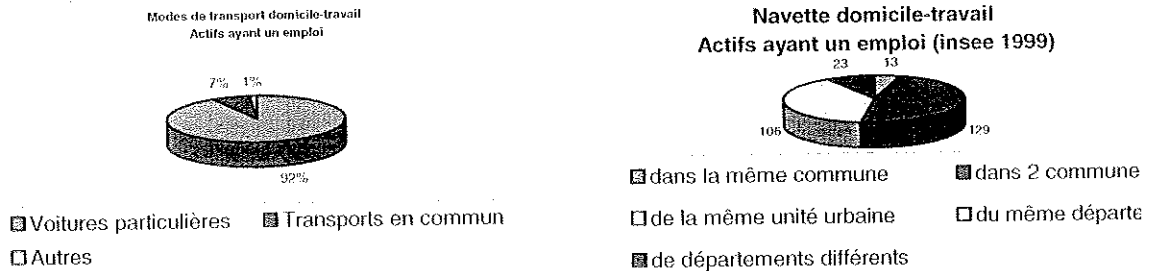 Modes de transport domicile-travail
Actifs ayant un emploi
7% 1%
92%
Voitures particulières Transports en commun
Autres
Navette domicile-travail
Actifs ayant un emploi (insee 1999)
23 13
106 129
dans la même commune dans 2 commune
de la même unité urbaine du même départe
de départements différents